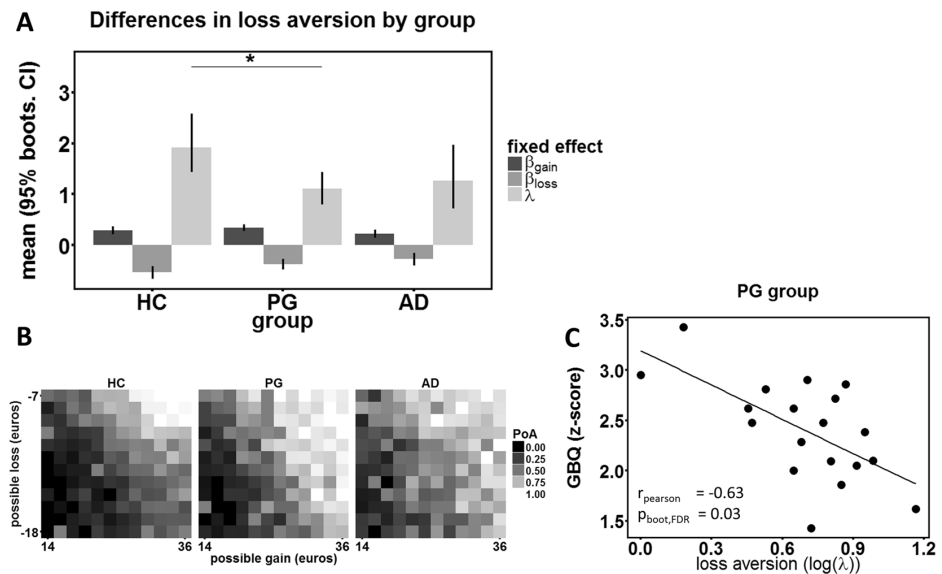 A
Differences in loss aversion by group
mean (95% boots. CI)
3
2
1
0
*
HC PG AD
group
fixed effect
βgain
βloss
λ
B
HC PG AD
possible loss (euros)
-7
-18
14 36 14 36 14 36
possible gain (euros)
PoA
0.00
0.25
0.50
0.75
1.00
C
PG group
GBQ (z-score)
3.5
3.0
2.5
2.0
1.5
rpearson = -0.63
pboot,FDR = 0.03
0.0 0.3 0.6 0.9 1.2
loss aversion (log(λ))